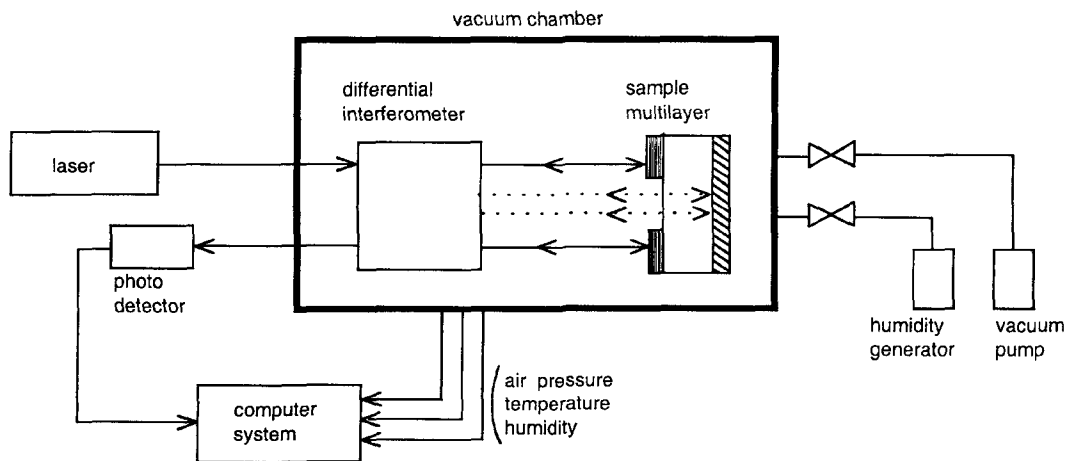 vacuum chamber
differential
interferometer
sample
multilayer
laser
photo
detector
humidity
generator
vacuum
pump
air pressure
temperature
humidity
computer
system